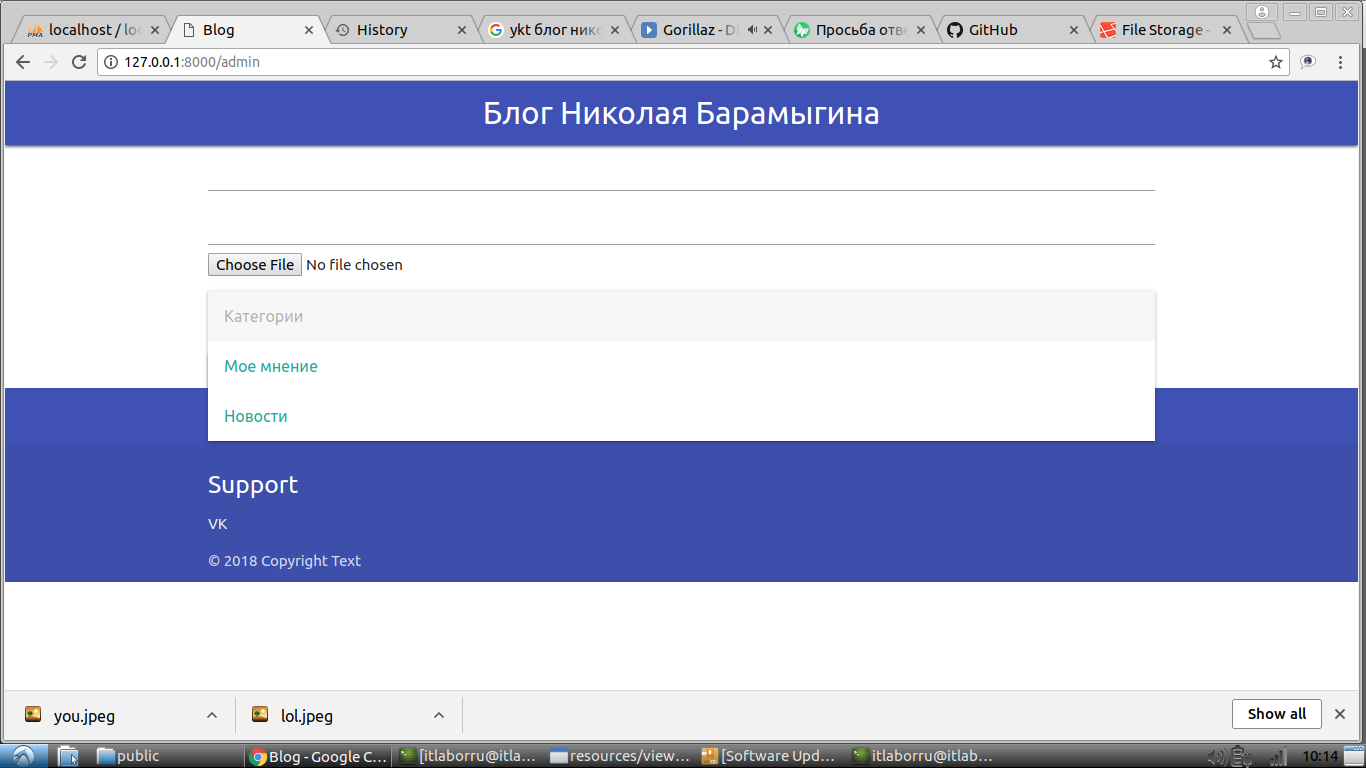 localhost / loc
Blog
History
ykt блог нико
Gorillaz - D
Просьба отве
GitHub
File Storage -
127.0.0.1:8000/admin
Блог Николая Барамыгина
Choose File No file chosen
Категории
Мое мнение
Новости
Support
VK
© 2018 Copyright Text
you.jpeg
lol.jpeg
Show all
public
Blog - Google C...
[itlaborru@itla...
resources/view...
[Software Upd...
itlaborru@itlab...
10:14